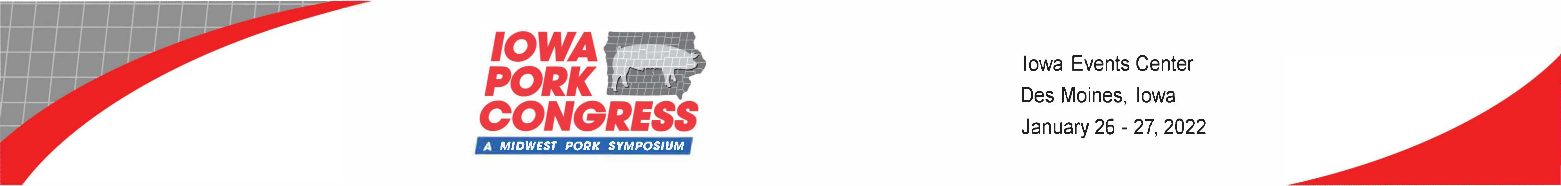 IOWA
PORK
CONGRESS
A MIDWEST PORK SYMPOSIUM
Iowa Events Center
Des Moines, Iowa
January 26 - 27, 2022